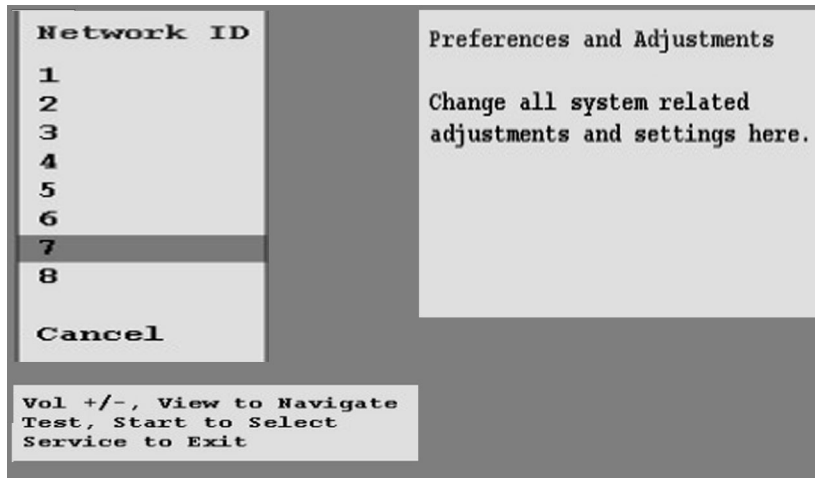 Network ID
1
2
3
4
5
6
7
8
Cancel
Preferences and Adjustments
Change all system related
adjustments and settings here.
Vol +/-, View to Navigate
Test, Start to Select
Service to Exit